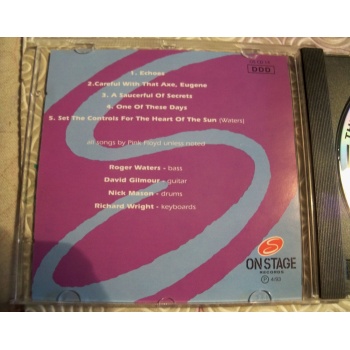 DDD
1. Echoes
2.Careful With That Axe, Eugene
3. A Saucerful Of Secrets
4. One Of These Days
5. Set The Controls For The Heart Of The Sun (Waters)
all songs by Pink Floyd unless noted
Roger Waters - bass
David Gilmour - guitar
Nick Mason - drums
Richard Wright - keyboards
ON STAGE
RECORDS